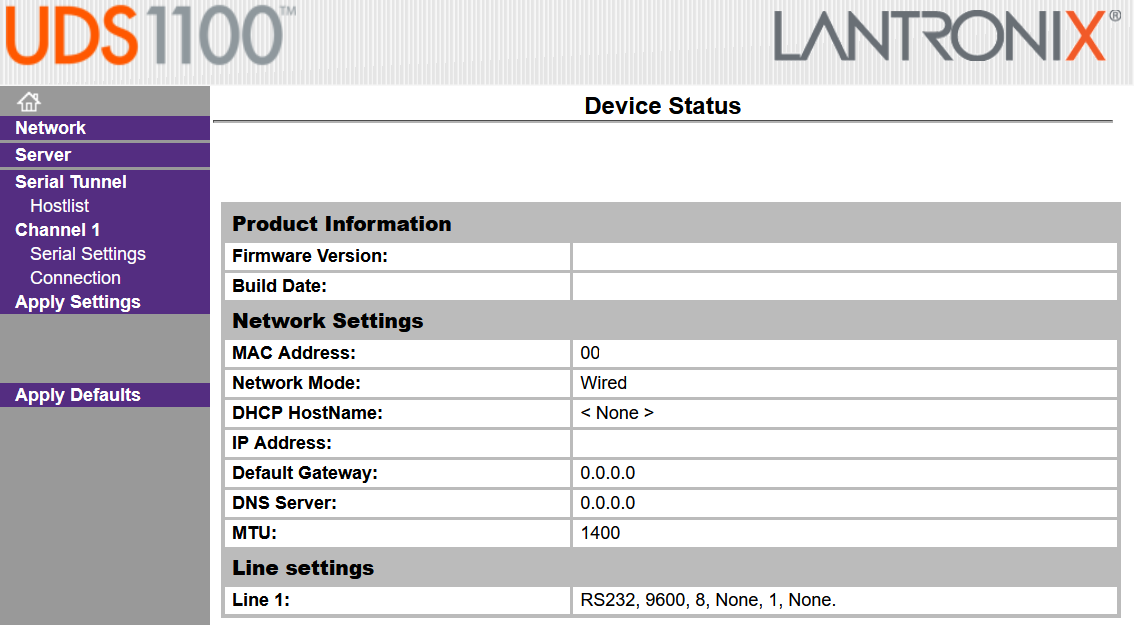 UDS1100™
LANTRONIX®
Network
Server
Serial Tunnel
Hostlist
Channel 1
Serial Settings
Connection
Apply Settings
Apply Defaults
Device Status
Product Information
Firmware Version:
Build Date:
Network Settings
MAC Address: 00
Network Mode: Wired
DHCP HostName: < None >
IP Address:
Default Gateway: 0.0.0.0
DNS Server: 0.0.0.0
MTU: 1400
Line settings
Line 1: RS232, 9600, 8, None, 1, None.